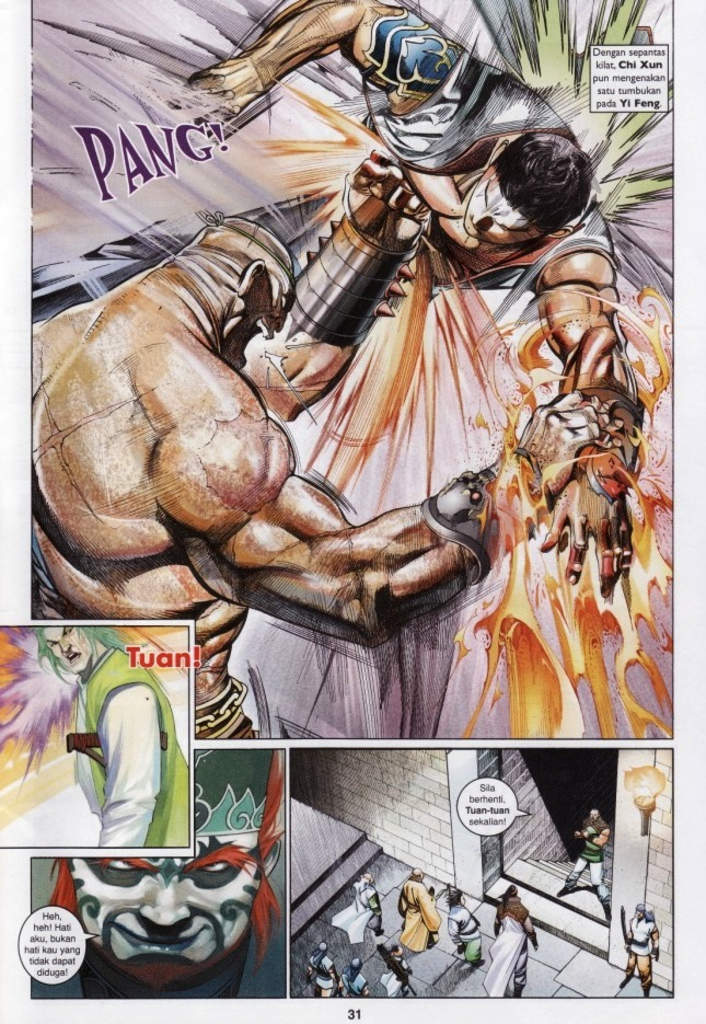 Dengan sepantas
kilat, Chi Xun
pun mengenakan
satu tumbukan
pada Yi Feng.
PANG!
Tuan!
Heh,
heh! Hati
aku, bukan
hati kau yang
tidak dapat
diduga!
Sila
berhenti,
Tuan-tuan
sekalian!
31